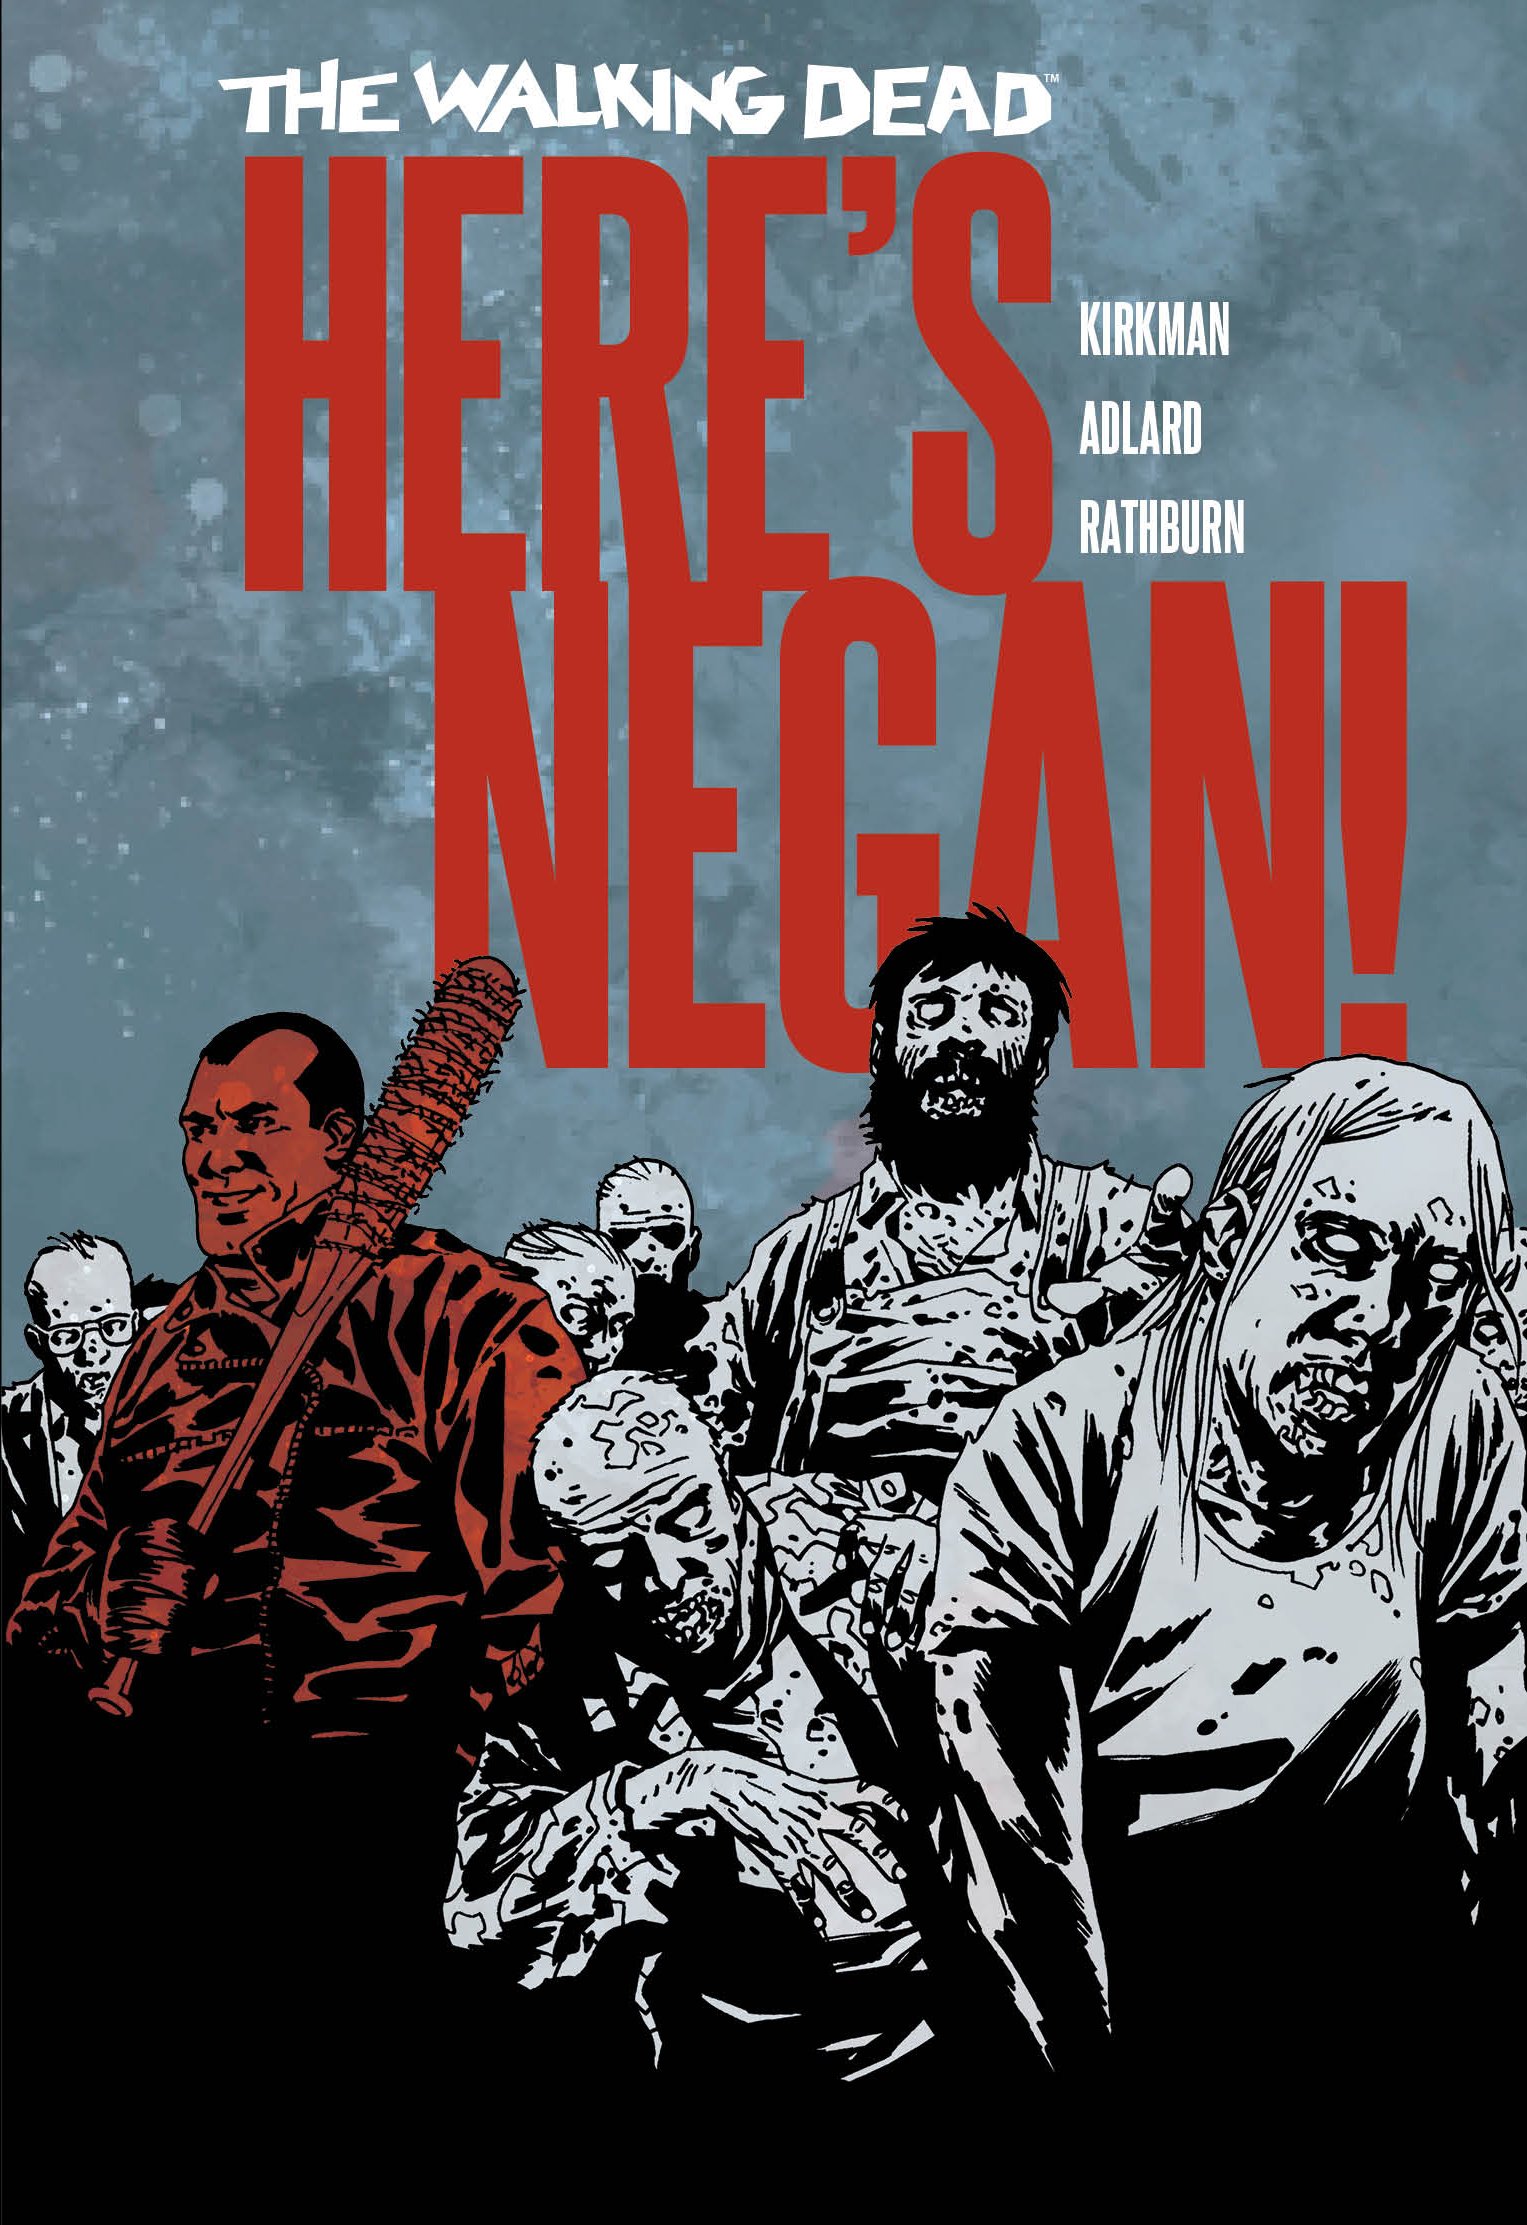 THE WALKING DEAD™
HERE'S
KIRKMAN
ADLARD
RATHBURN
NEGAN!